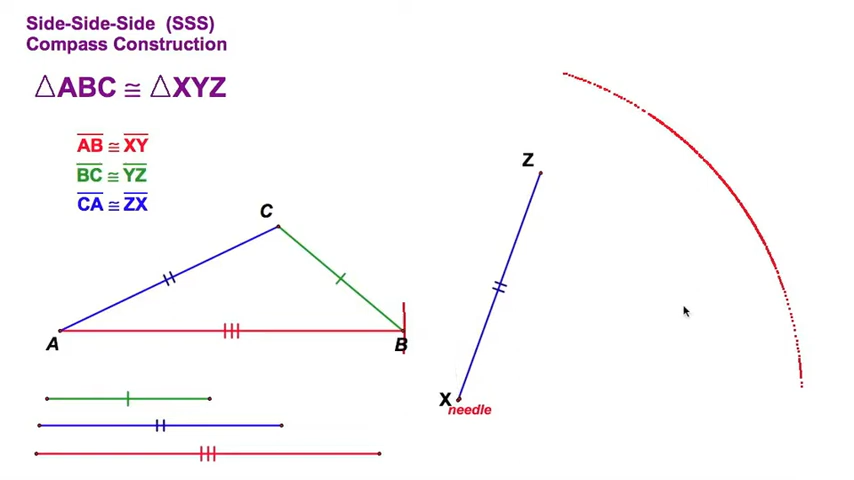 Side-Side-Side (SSS)
Compass Construction
△ABC ≅ △XYZ
AB ≅ XY
BC ≅ YZ
CA ≅ ZX
Z
C
A
B
X
needle